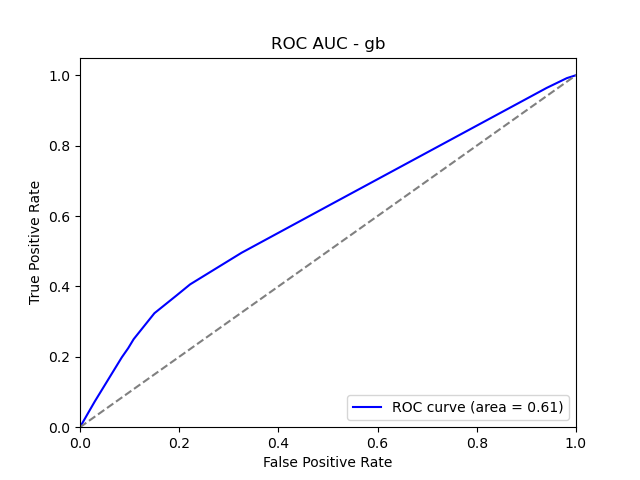 ROC AUC - gb
True Positive Rate
1.0
0.8
0.6
0.4
0.2
0.0
ROC curve (area = 0.61)
0.0 0.2 0.4 0.6 0.8 1.0
False Positive Rate